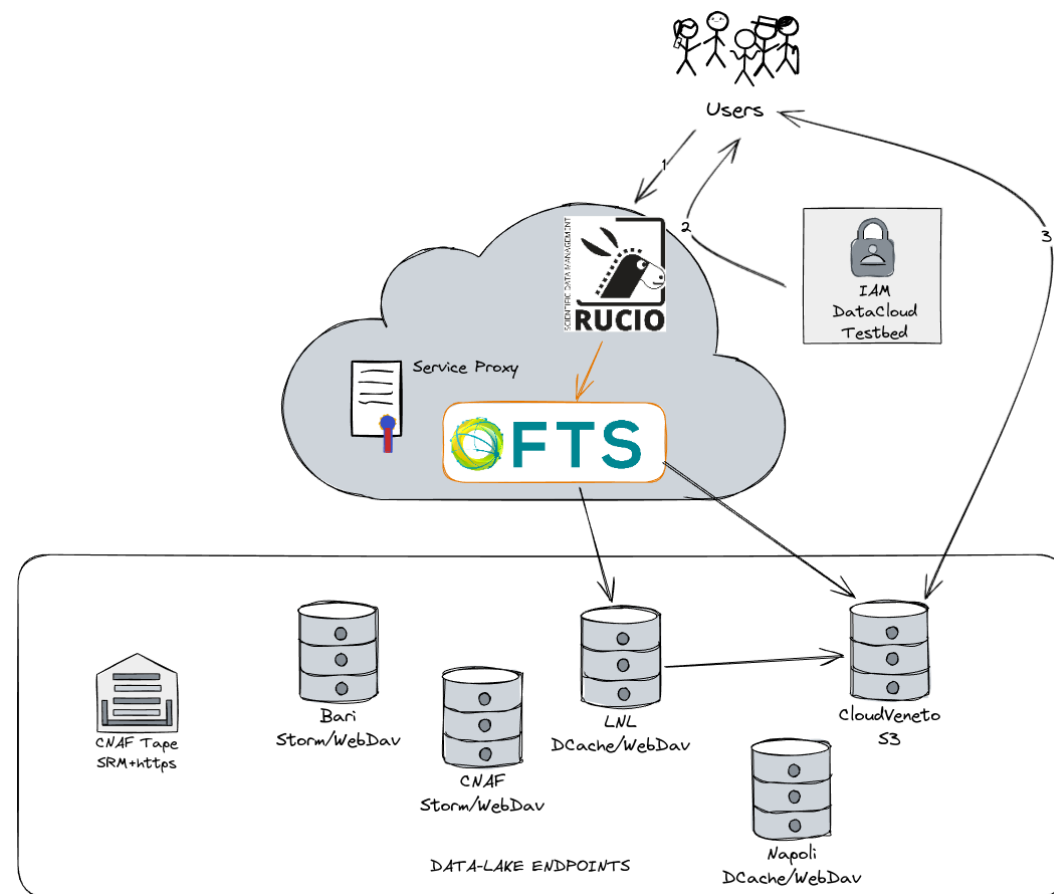 Users
1
2
3
SCIENTIFIC DATA MANAGEMENT
RUCIO
IAM
DataCloud
Testbed
Service Proxy
FTS
Bari
Storm/WebDav
LNL
DCache/WebDav
CloudVeneto
S3
CNAF Tape
SRM+https
CNAF
Storm/WebDav
Napoli
DCache/WebDav
DATA-LAKE ENDPOINTS